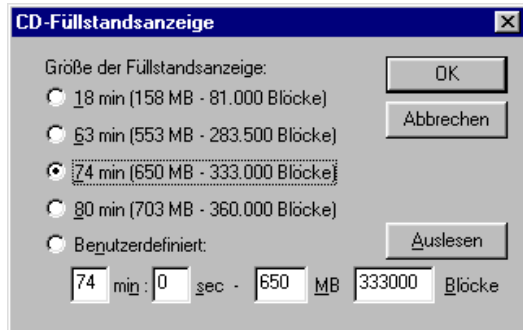 CD-Füllstandsanzeige
Größe der Füllstandsanzeige:
OK
18 min (158 MB - 81.000 Blöcke)
Abbrechen
63 min (553 MB - 283.500 Blöcke)
74 min (650 MB - 333.000 Blöcke)
80 min (703 MB - 360.000 Blöcke)
Benutzerdefiniert:
Auslesen
74 min : 0 sec - 650 MB 333000 Blöcke